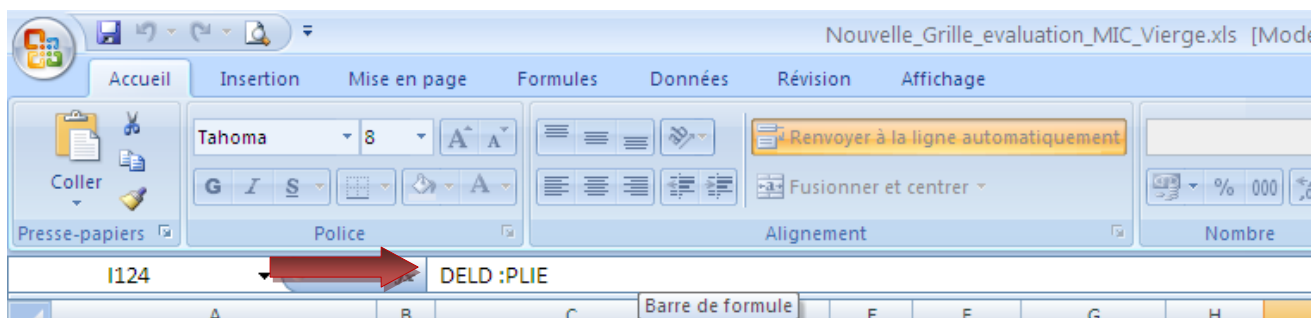 Nouvelle_Grille_evaluation_MIC_Vierge.xls [Mode
Accueil Insertion Mise en page Formules Données Révision Affichage
Tahoma 8 A A Renvoyer à la ligne automatiquement
Coller G I S A Fusionner et centrer % 000
Presse-papiers Police Alignement Nombre
I124 DELD :PLIE
Barre de formule
A B C E F G H